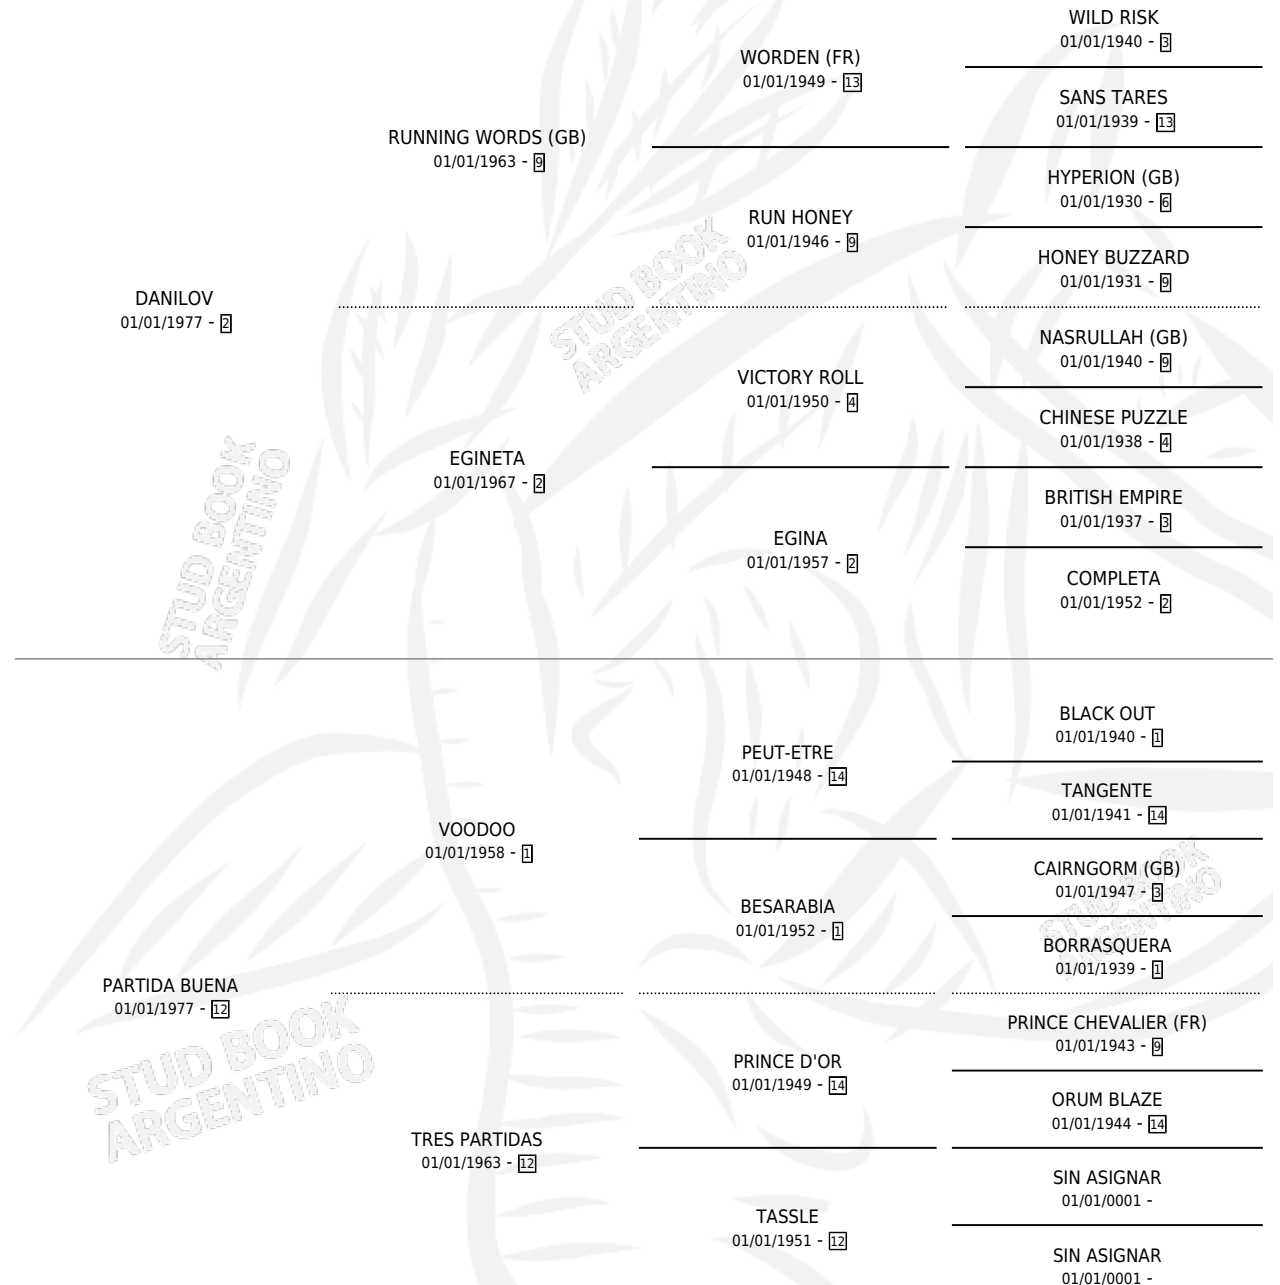 WILD RISK
01/01/1940 - 3
WORDEN (FR)
01/01/1949 - 13
SANS TARES
01/01/1939 - 13
RUNNING WORDS (GB)
01/01/1963 - 9
HYPERION (GB)
01/01/1930 - 6
RUN HONEY
01/01/1946 - 9
HONEY BUZZARD
01/01/1931 - 9
DANILOV
01/01/1977 - 2
NASRULLAH (GB)
01/01/1940 - 9
VICTORY ROLL
01/01/1950 - 4
CHINESE PUZZLE
01/01/1938 - 4
EGINETA
01/01/1967 - 2
BRITISH EMPIRE
01/01/1937 - 3
EGINA
01/01/1957 - 2
COMPLETA
01/01/1952 - 2
BLACK OUT
01/01/1940 - 1
PEUT-ETRE
01/01/1948 - 14
TANGENTE
01/01/1941 - 14
VOODOO
01/01/1958 - 1
CAIRNGORM (GB)
01/01/1947 - 3
BESARABIA
01/01/1952 - 1
BORRASQUERA
01/01/1939 - 1
PARTIDA BUENA
01/01/1977 - 12
PRINCE CHEVALIER (FR)
01/01/1943 - 9
PRINCE D'OR
01/01/1949 - 14
ORUM BLAZE
01/01/1944 - 14
TRES PARTIDAS
01/01/1963 - 12
SIN ASIGNAR
01/01/0001 -
TASSLE
01/01/1951 - 12
SIN ASIGNAR
01/01/0001 -
STUD BOOK
ARGENTINO
STUD BOOK
ARGENTINO
STUD BOOK
ARGENTINO
STUD BOOK
ARGENTINO